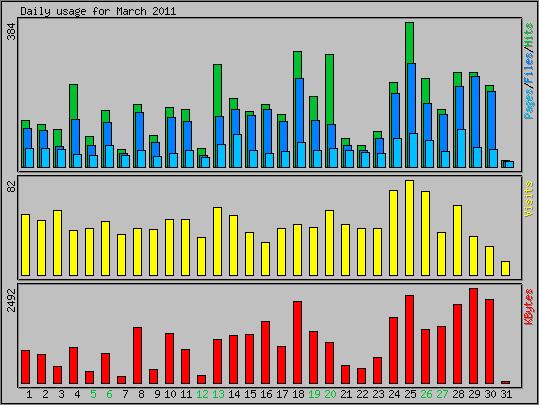 Daily usage for March 2011
384
Pages/Files/Hits
82
Visits
2492
KBytes
1 2 3 4 5 6 7 8 9 10 11 12 13 14 15 16 17 18 19 20 21 22 23 24 25 26 27 28 29 30 31